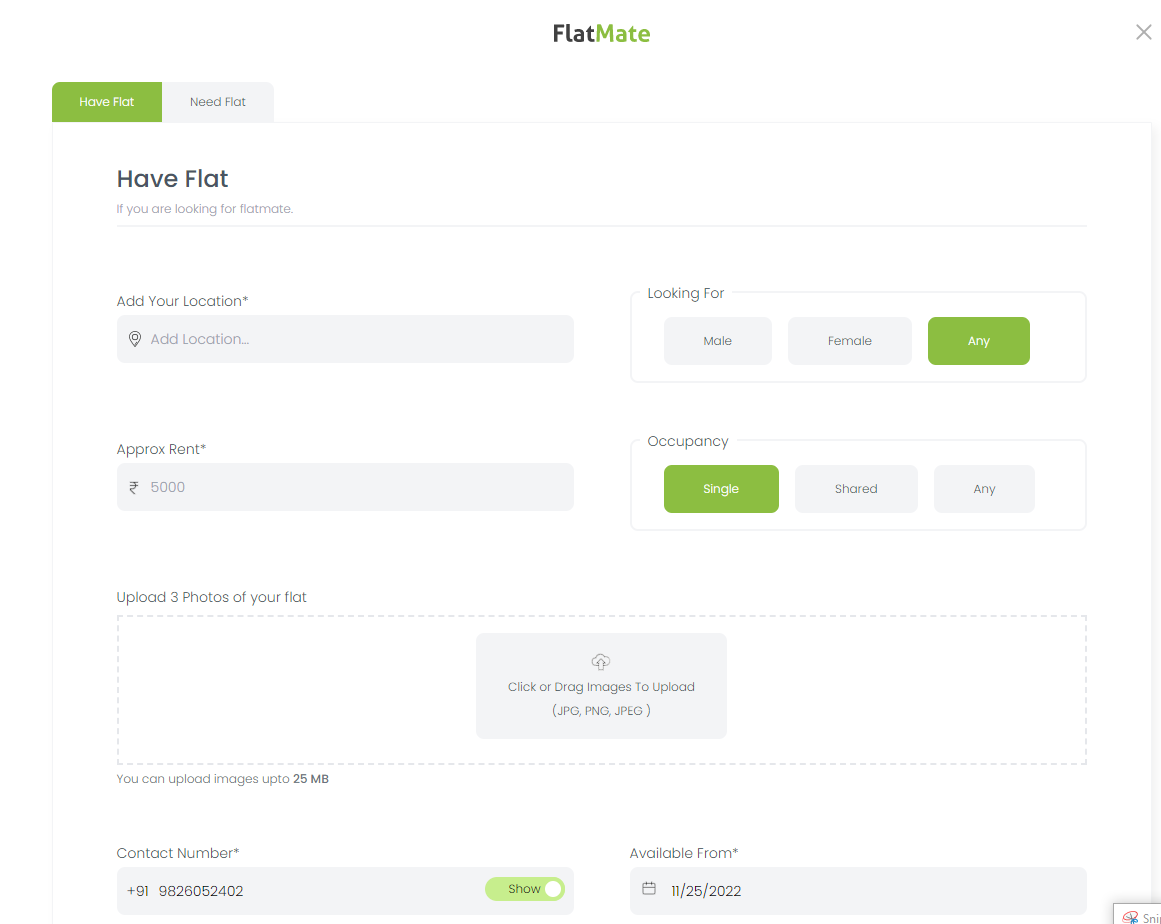 FlatMate
Have Flat
Need Flat
Have Flat
If you are looking for flatmate.
Add Your Location*
Add Location...
Looking For
Male
Female
Any
Approx Rent*
₹ 5000
Occupancy
Single
Shared
Any
Upload 3 Photos of your flat
Click or Drag Images To Upload
(JPG, PNG, JPEG )
You can upload images upto 25 MB
Contact Number*
+91 9826052402
Show
Available From*
11/25/2022